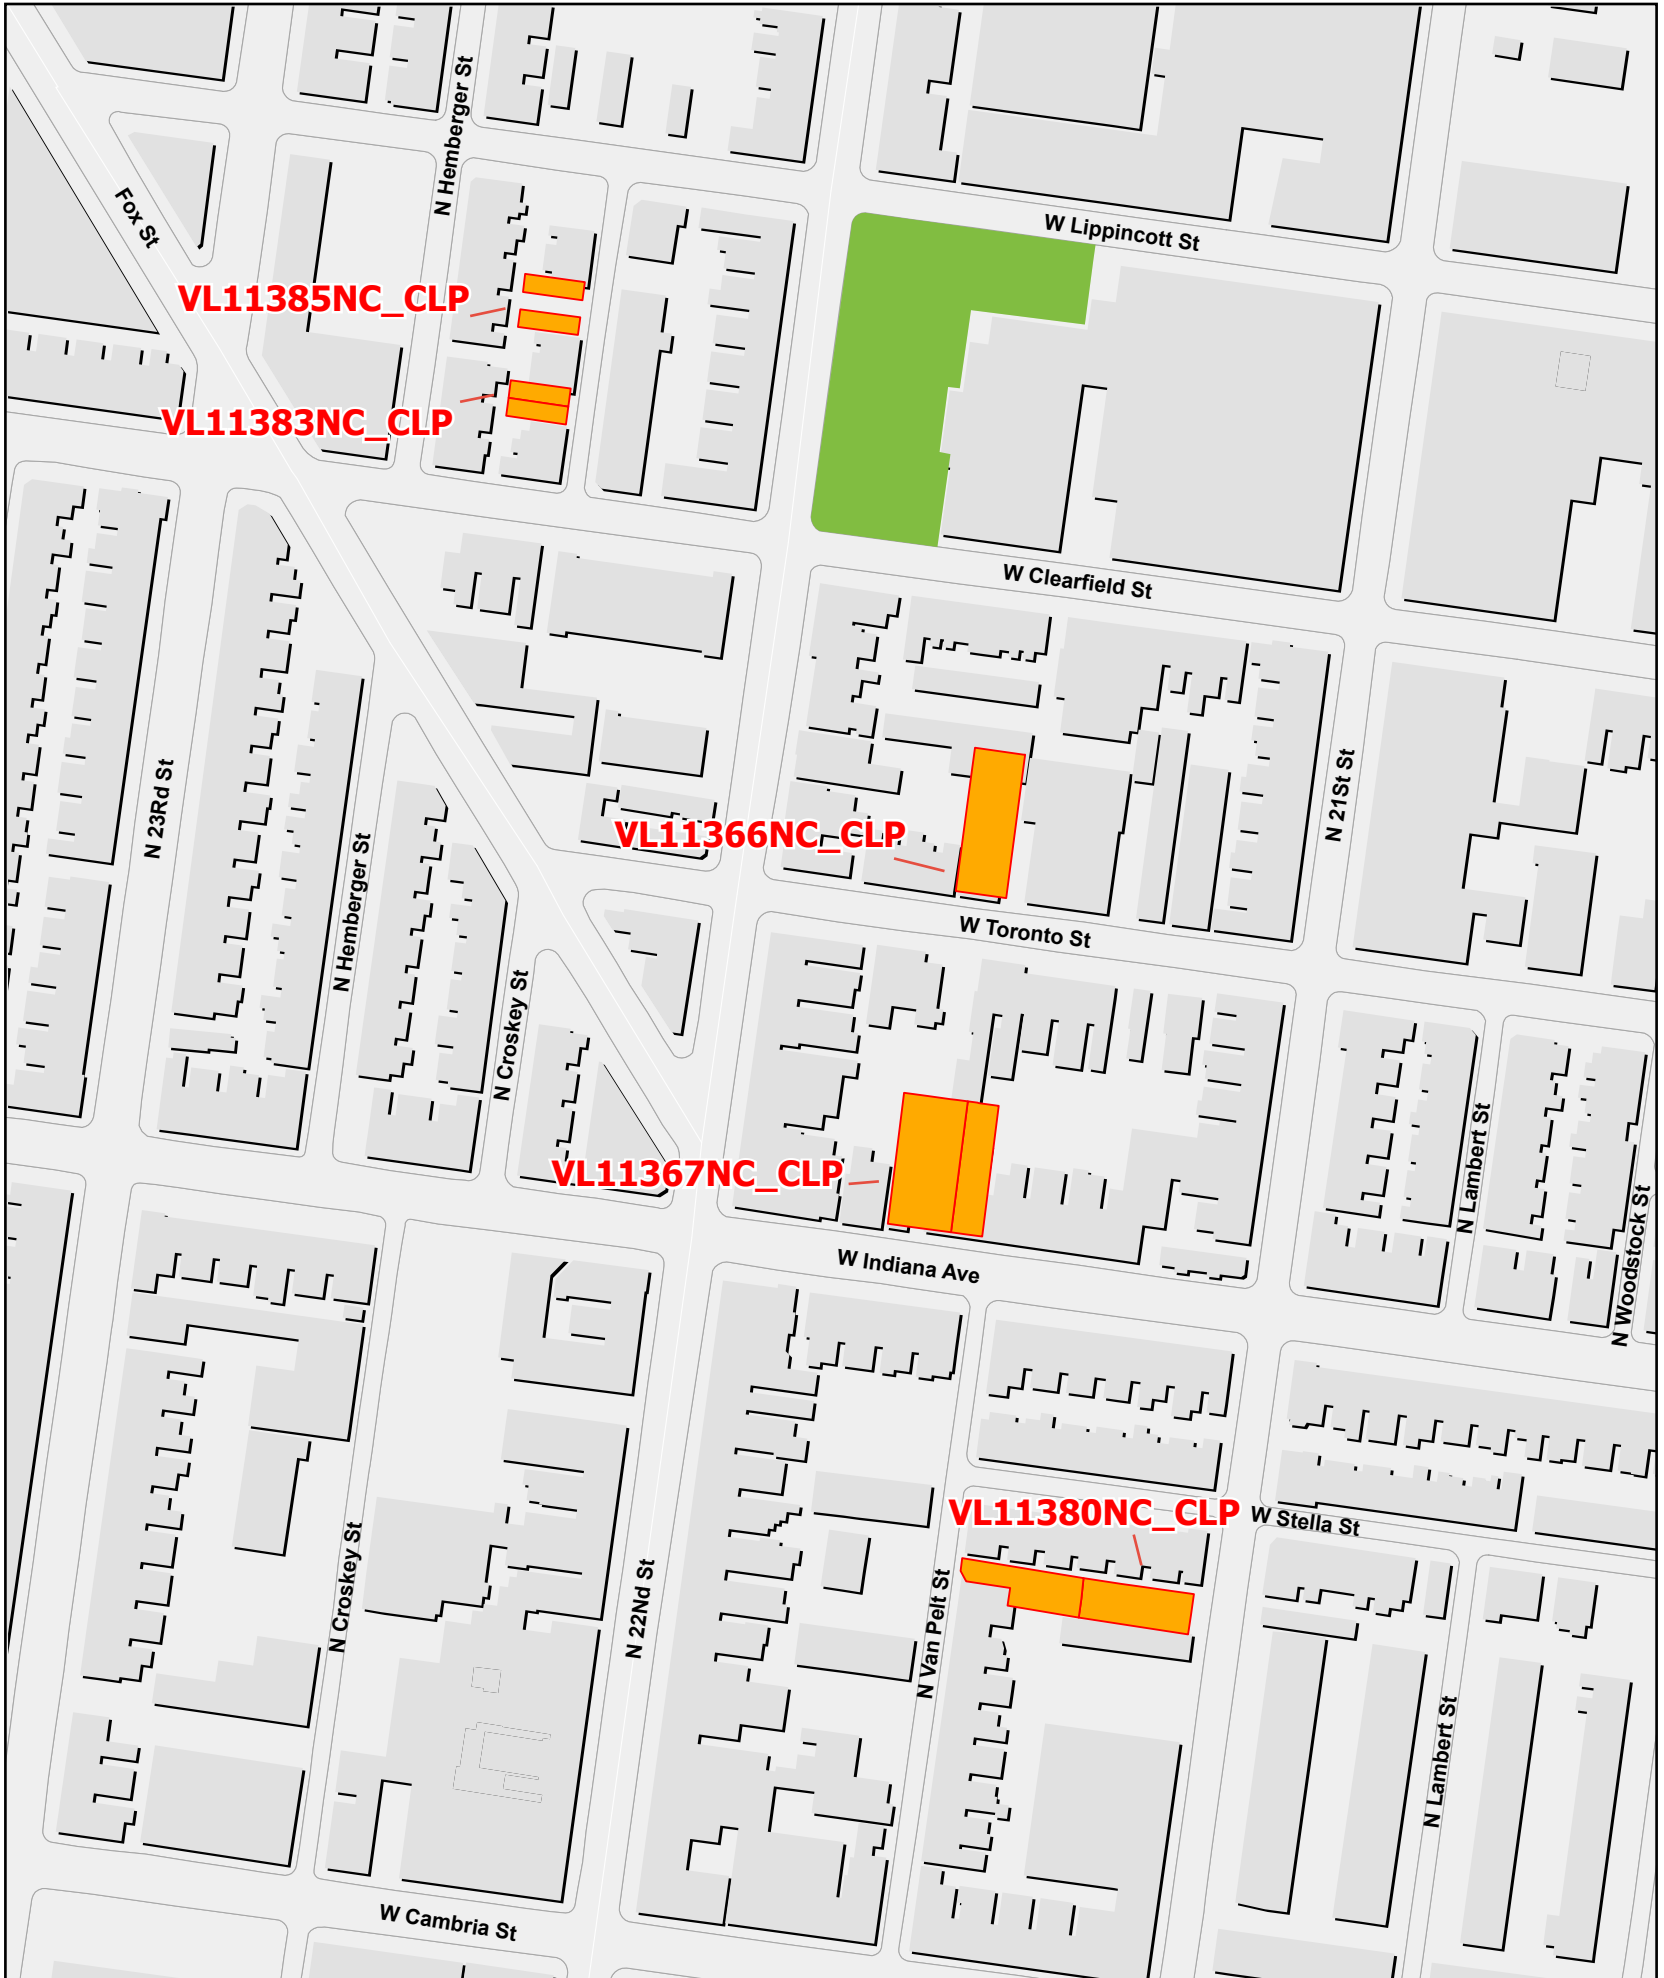 N Hemberger St
Fox St
W Lippincott St
VL11385NC_CLP
VL11383NC_CLP
W Clearfield St
N 23Rd St
N 21St St
VL11366NC_CLP
N Hemberger St
W Toronto St
N Croskey St
N Lambert St
VL11367NC_CLP
N Woodstock St
W Indiana Ave
VL11380NC_CLP
W Stella St
N Croskey St
N 22Nd St
N Van Pelt St
N Lambert St
W Cambria St